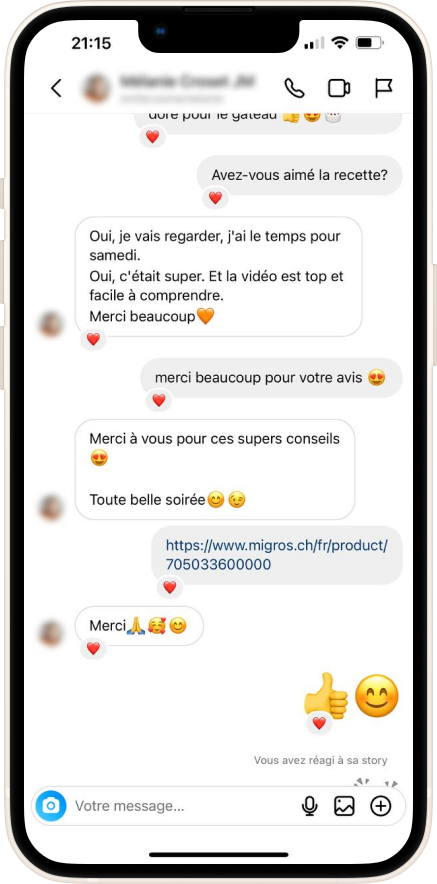 21:15
doré pour le gâteau 👍😍
Avez-vous aimé la recette?
Oui, je vais regarder, j'ai le temps pour
samedi.
Oui, c'était super. Et la vidéo est top et
facile à comprendre.
Merci beaucoup🧡
merci beaucoup pour votre avis 😍
Merci à vous pour ces supers conseils
😍
Toute belle soirée😊😉
https://www.migros.ch/fr/product/
705033600000
Merci🙏🥰😊
👍😊
Vous avez réagi à sa story
Votre message...